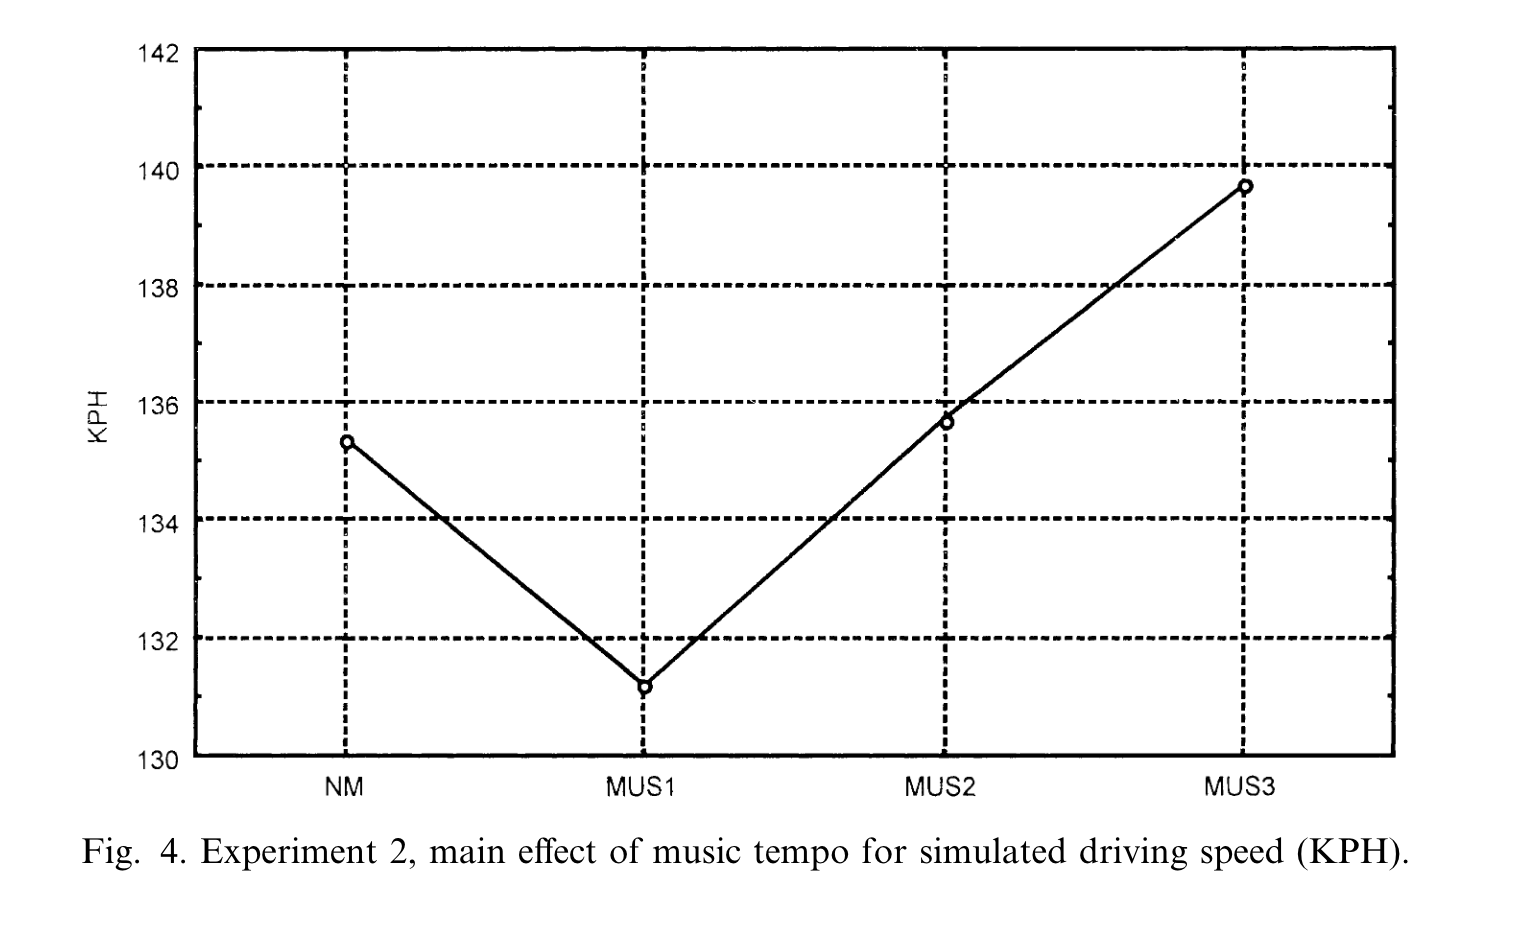 142
140
138
136
KPH
134
132
130
NM MUS1 MUS2 MUS3
Fig. 4. Experiment 2, main effect of music tempo for simulated driving speed (KPH).